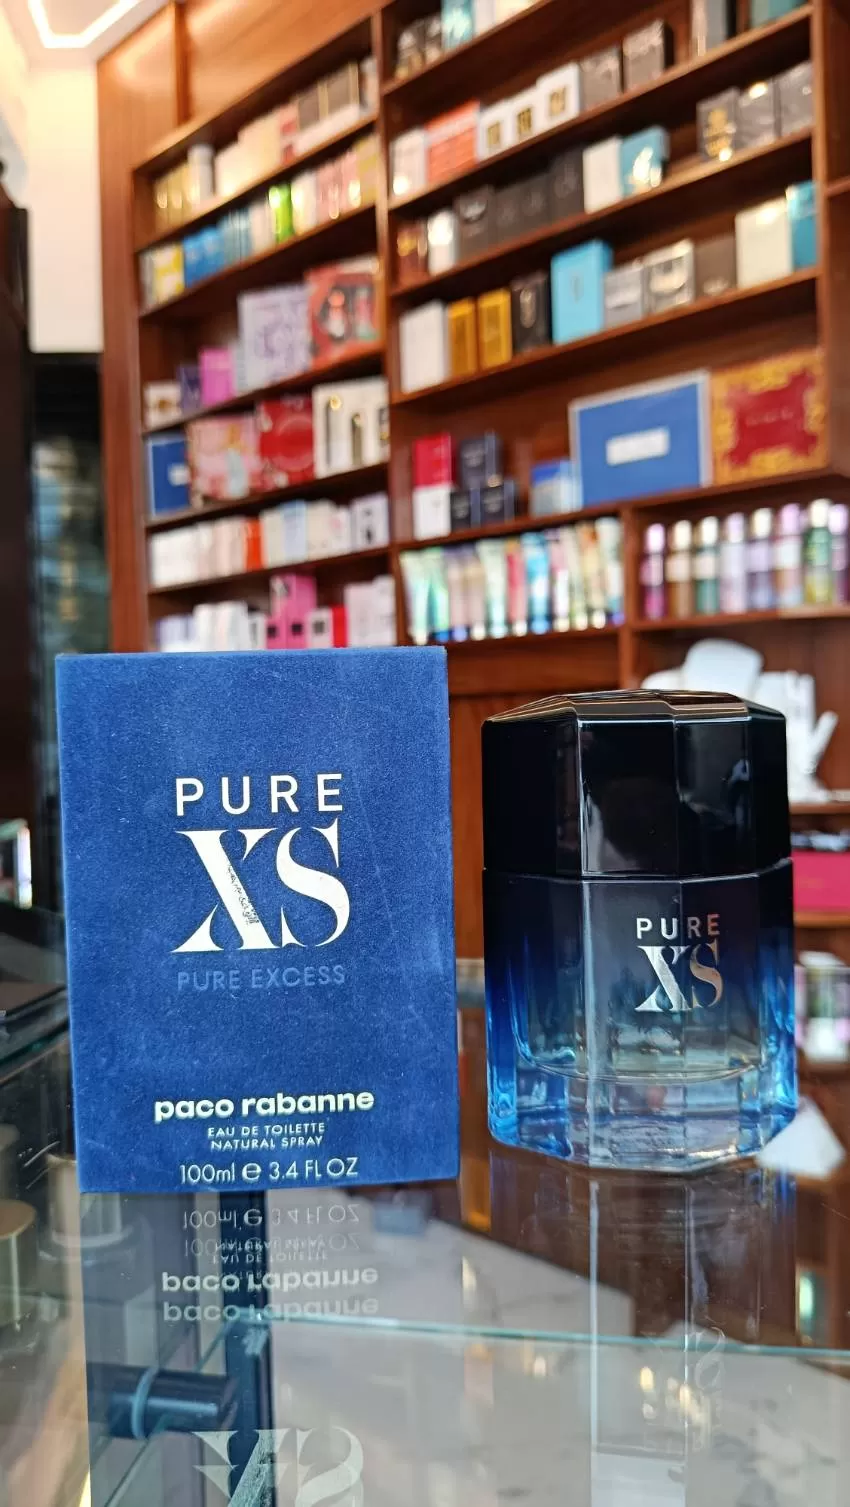 PURE
XS
PURE EXCESS
paco rabanne
EAU DE TOILETTE
NATURAL SPRAY
100ml e 3.4 FL OZ
PURE
XS